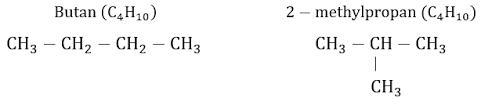 Butan (C₄H₁₀)
CH₃ – CH₂ – CH₂ – CH₃
2 – methylpropan (C₄H₁₀)
CH₃ – CH – CH₃
|
CH₃